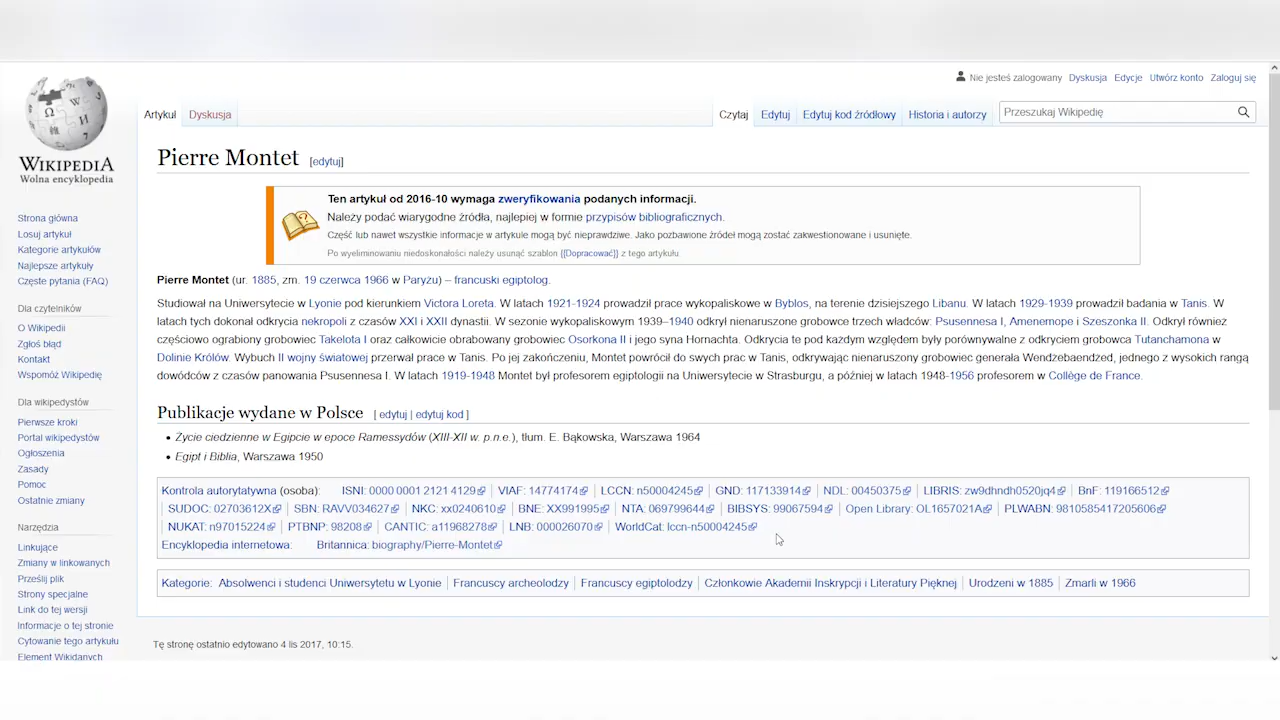 Nie jesteś zalogowany Dyskusja Edycje Utwórz konto Zaloguj się
Artykuł Dyskusja Czytaj Edytuj Edytuj kod źródłowy Historia i autorzy Przeszukaj Wikipedię
WIKIPEDIA
Wolna encyklopedia
Strona główna
Losuj artykuł
Kategorie artykułów
Najlepsze artykuły
Częste pytania (FAQ)
Dla czytelników
O Wikipedii
Zgłoś błąd
Kontakt
Wspomóż Wikipedię
Dla wikipedystów
Pierwsze kroki
Portal wikipedystów
Ogłoszenia
Zasady
Pomoc
Ostatnie zmiany
Narzędzia
Linkujące
Zmiany w linkowanych
Prześlij plik
Strony specjalne
Link do tej wersji
Informacje o tej stronie
Cytowanie tego artykułu
Element Wikidanych
Pierre Montet [edytuj]
Ten artykuł od 2016-10 wymaga zweryfikowania podanych informacji.
Należy podać wiarygodne źródła, najlepiej w formie przypisów bibliograficznych.
Część lub nawet wszystkie informacje w artykule mogą być nieprawdziwe. Jako pozbawione źródeł mogą zostać zakwestionowane i usunięte.
Po wyeliminowaniu niedoskonałości należy usunąć szablon {{Dopracować}} z tego artykułu.
Pierre Montet (ur. 1885, zm. 19 czerwca 1966 w Paryżu) – francuski egiptolog.
Studiował na Uniwersytecie w Lyonie pod kierunkiem Victora Loreta. W latach 1921-1924 prowadził prace wykopaliskowe w Byblos, na terenie dzisiejszego Libanu. W latach 1929-1939 prowadził badania w Tanis. W
latach tych dokonał odkrycia nekropoli z czasów XXI i XXII dynastii. W sezonie wykopaliskowym 1939–1940 odkrył nienaruszone grobowce trzech władców: Psusennesa I, Amenemope i Szeszonka II. Odkrył również
częściowo ograbiony grobowiec Takelota I oraz całkowicie obrabowany grobowiec Osorkona II i jego syna Hornachta. Odkrycia te pod każdym względem były porównywalne z odkryciem grobowca Tutanchamona w
Dolinie Królów. Wybuch II wojny światowej przerwał prace w Tanis. Po jej zakończeniu, Montet powrócił do swych prac w Tanis, odkrywając nienaruszony grobowiec generała Wendżebaendżed, jednego z wysokich rangą
dowódców z czasów panowania Psusennesa I. W latach 1919-1948 Montet był profesorem egiptologii na Uniwersytecie w Strasburgu, a później w latach 1948-1956 profesorem w Collège de France.
Publikacje wydane w Polsce [ edytuj | edytuj kod ]
• Życie ciedzienne w Egipcie w epoce Ramessydów (XIII-XII w. p.n.e.), tłum. E. Bąkowska, Warszawa 1964
• Egipt i Biblia, Warszawa 1950
Kontrola autorytatywna (osoba): ISNI: 0000 0001 2121 4129 | VIAF: 14774174 | LCCN: n50004245 | GND: 117133914 | NDL: 00450375 | LIBRIS: zw9dhndh0520jq4 | BnF: 119166512
| SUDOC: 02703612X | SBN: RAVV034627 | NKC: xx0240610 | BNE: XX991995 | NTA: 069799644 | BIBSYS: 99067594 | Open Library: OL1657021A | PLWABN: 9810585417205606
| NUKAT: n97015224 | PTBNP: 98208 | CANTIC: a11968278 | LNB: 000026070 | WorldCat: lccn-n50004245
Encyklopedia internetowa: Britannica: biography/Pierre-Montet
Kategorie: Absolwenci i studenci Uniwersytetu w Lyonie | Francuscy archeolodzy | Francuscy egiptolodzy | Członkowie Akademii Inskrypcji i Literatury Pięknej | Urodzeni w 1885 | Zmarli w 1966
Tę stronę ostatnio edytowano 4 lis 2017, 10:15.